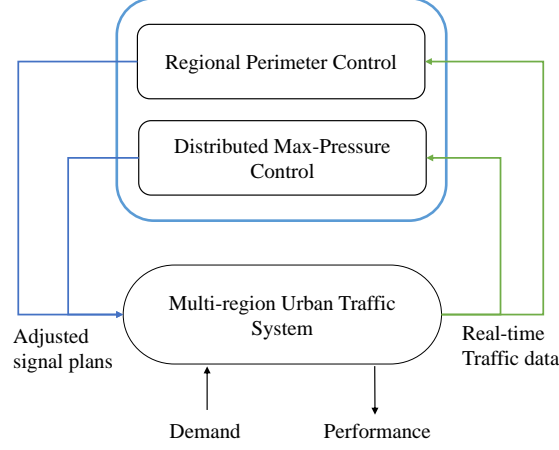 Regional Perimeter Control
Distributed Max-Pressure
Control
Multi-region Urban Traffic
System
Adjusted
signal plans
Real-time
Traffic data
Demand
Performance